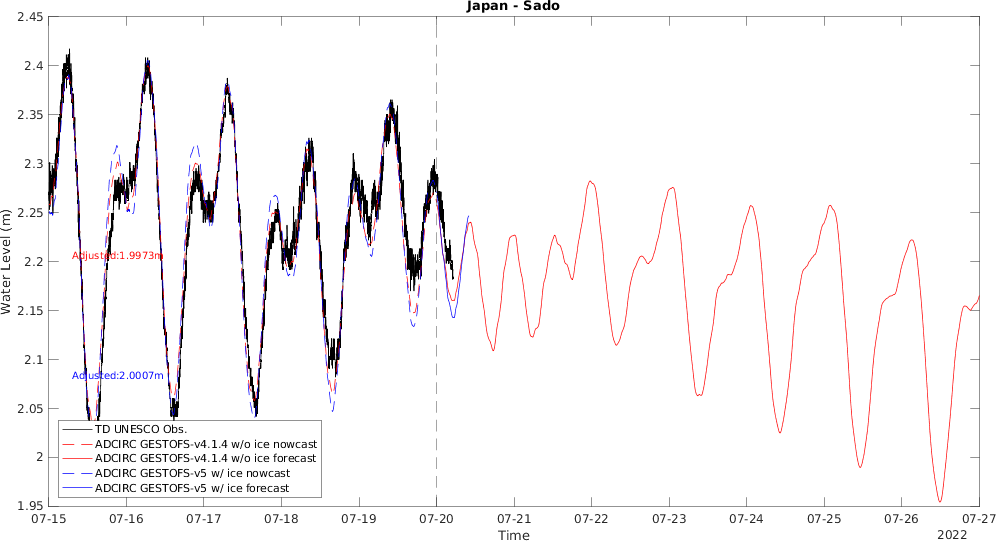 Japan - Sado
2.45
2.4
2.35
2.3
2.25
2.2
2.15
2.1
2.05
2
1.95
Water Level (m)
Adjusted:1.9973m
Adjusted:2.0007m
TD UNESCO Obs.
ADCIRC GESTOFS-v4.1.4 w/o ice nowcast
ADCIRC GESTOFS-v4.1.4 w/o ice forecast
ADCIRC GESTOFS-v5 w/ ice nowcast
ADCIRC GESTOFS-v5 w/ ice forecast
07-15 07-16 07-17 07-18 07-19 07-20 07-21 07-22 07-23 07-24 07-25 07-26 07-27
Time
2022